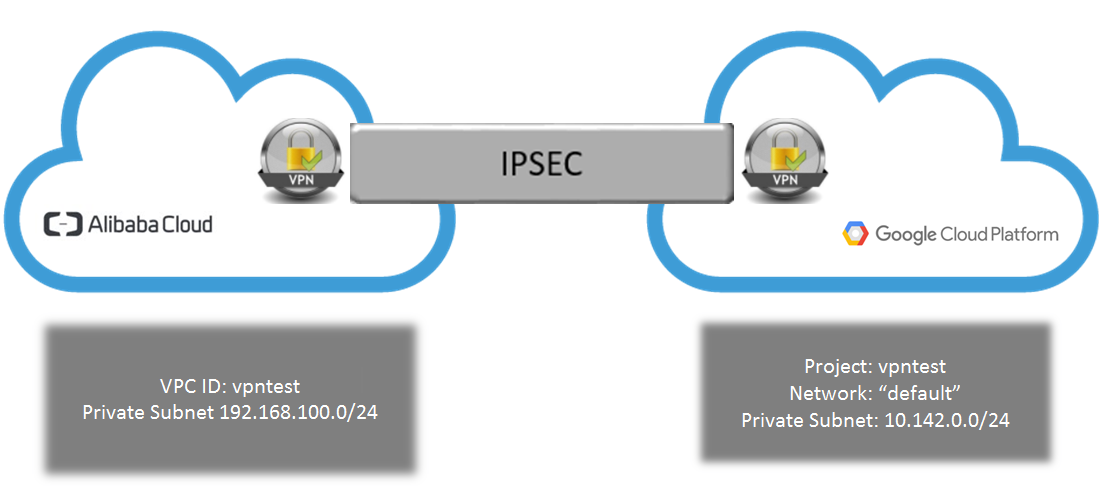 IPSEC
VPN
VPN
Alibaba Cloud
Google Cloud Platform
VPC ID: vpntest
Private Subnet 192.168.100.0/24
Project: vpntest
Network: “default”
Private Subnet: 10.142.0.0/24